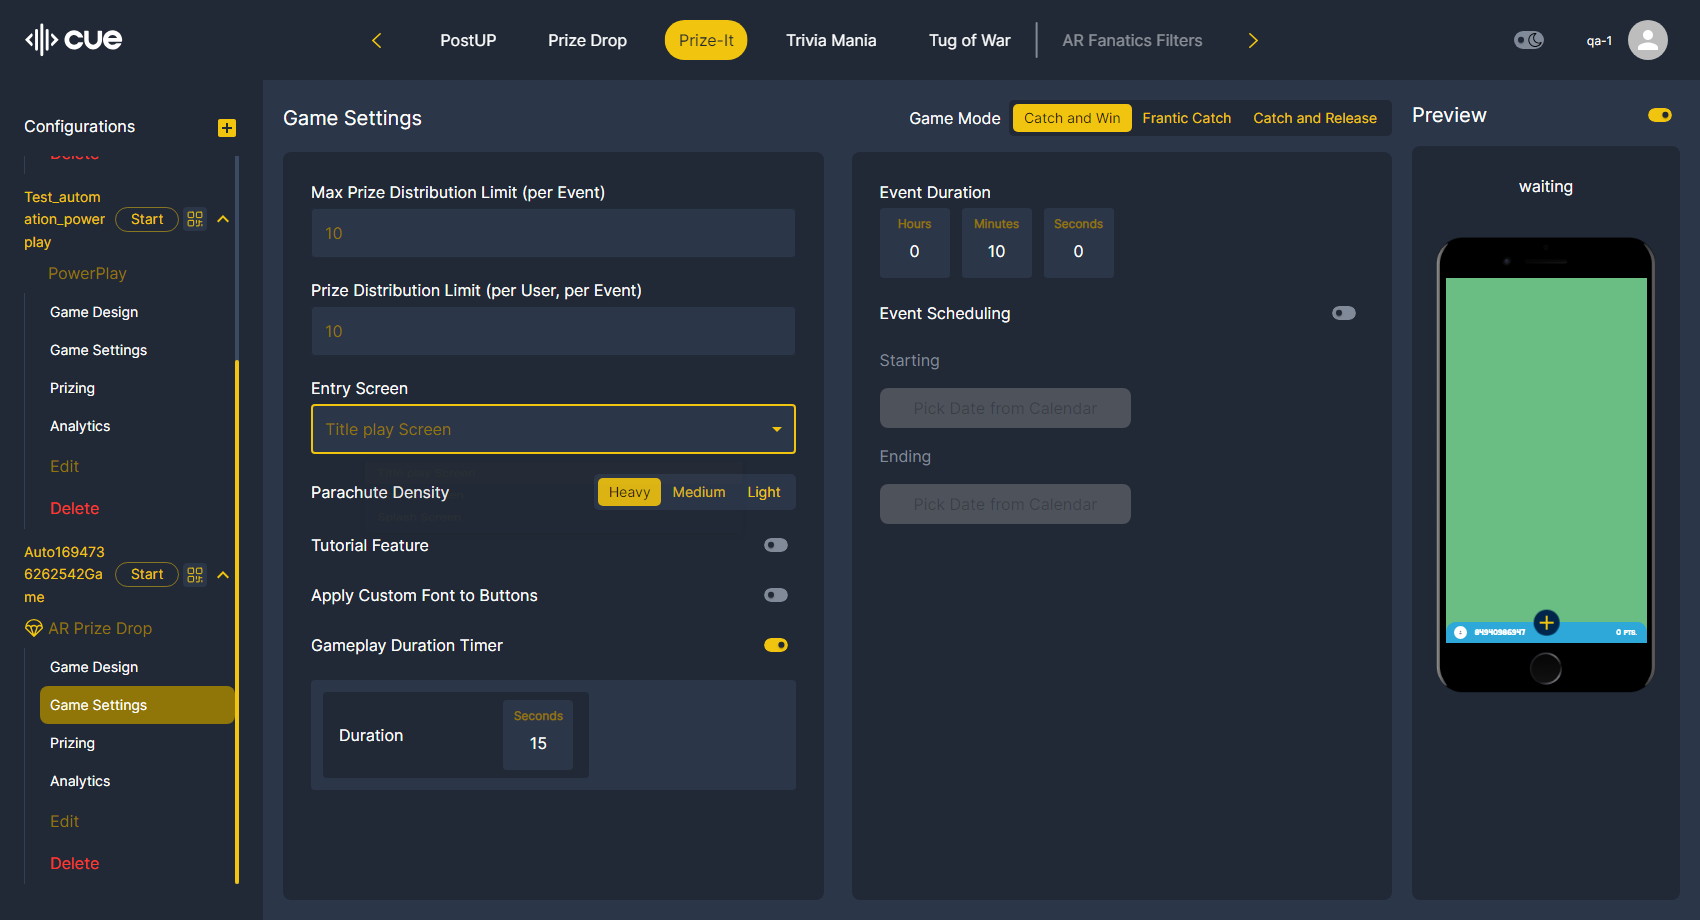 cue
PostUP
Prize Drop
Prize-It
Trivia Mania
Tug of War
AR Fanatics Filters
qa-1
Configurations
Delete
Test_autom
ation_power
play
Start
PowerPlay
Game Design
Game Settings
Prizing
Analytics
Edit
Delete
Auto169473
6262542Ga
me
Start
AR Prize Drop
Game Design
Game Settings
Prizing
Analytics
Edit
Delete
Game Settings
Game Mode
Catch and Win
Frantic Catch
Catch and Release
Max Prize Distribution Limit (per Event)
10
Prize Distribution Limit (per User, per Event)
10
Entry Screen
Title play Screen
Parachute Density
Heavy
Medium
Light
Tutorial Feature
Apply Custom Font to Buttons
Gameplay Duration Timer
Duration
Seconds
15
Event Duration
Hours
0
Minutes
10
Seconds
0
Event Scheduling
Starting
Pick Date from Calendar
Ending
Pick Date from Calendar
Preview
waiting
0 PTS.